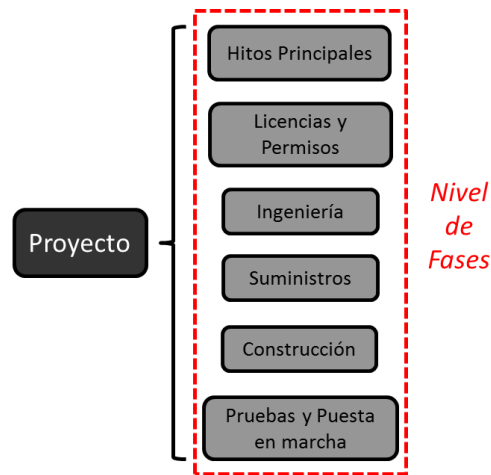 Hitos Principales
Licencias y
Permisos
Ingeniería
Proyecto
Suministros
Construcción
Pruebas y Puesta
en marcha
Nivel
de
Fases